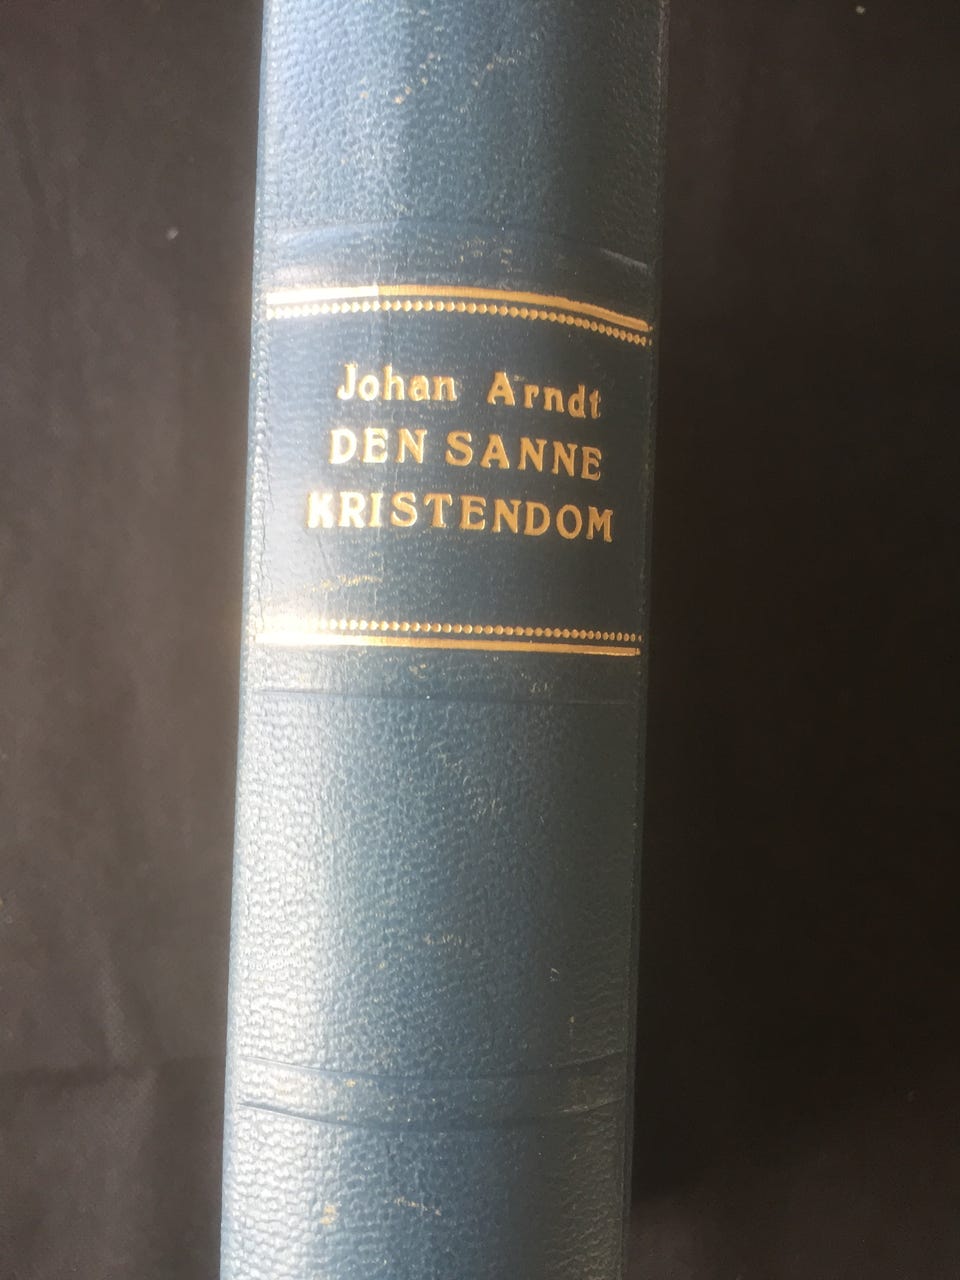 Johan Arndt
DEN SANNE
KRISTENDOM